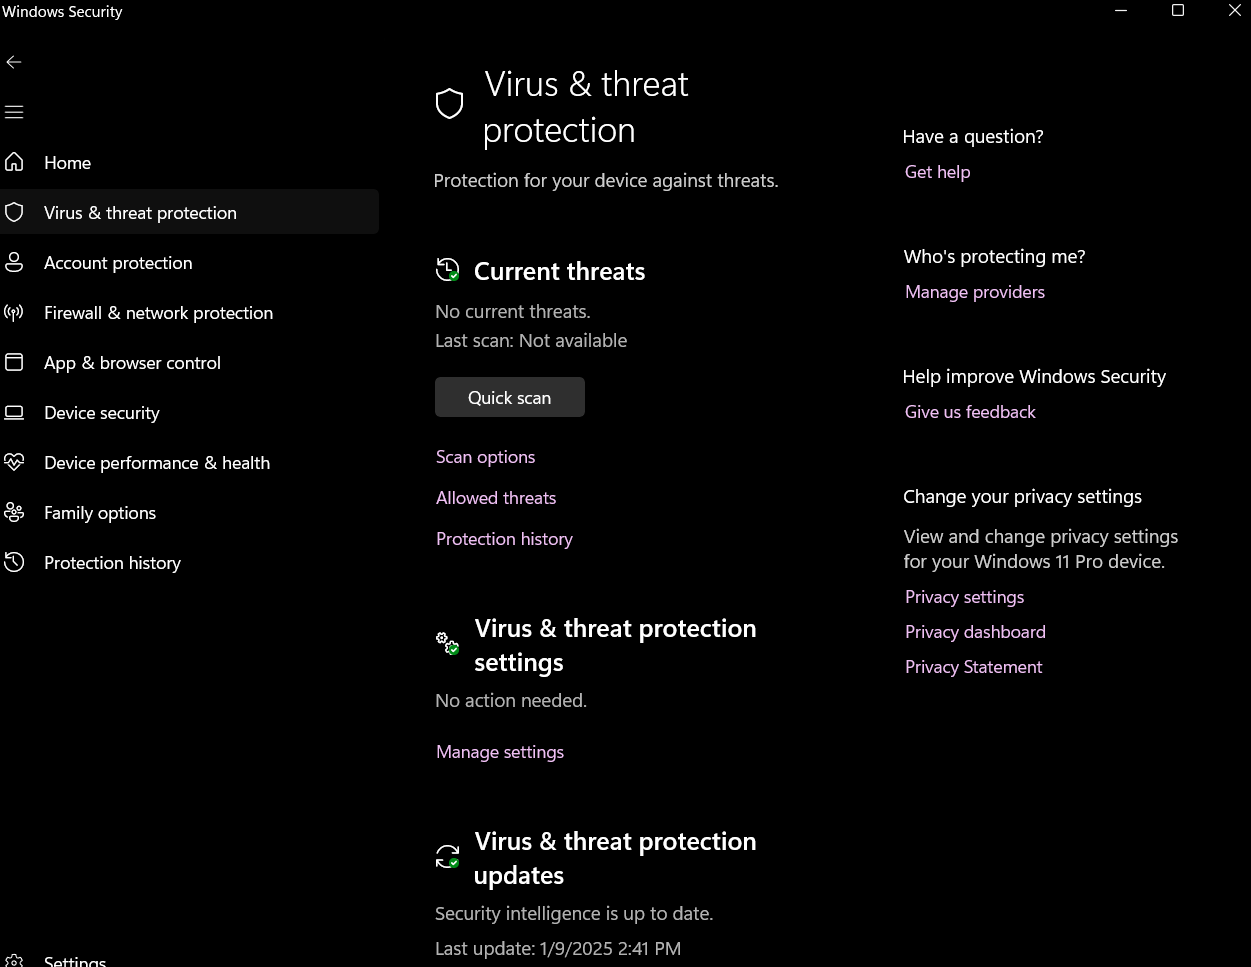 Windows Security
Home
Virus & threat protection
Account protection
Firewall & network protection
App & browser control
Device security
Device performance & health
Family options
Protection history
Settings
Virus & threat
protection
Protection for your device against threats.
Current threats
No current threats.
Last scan: Not available
Quick scan
Scan options
Allowed threats
Protection history
Virus & threat protection
settings
No action needed.
Manage settings
Virus & threat protection
updates
Security intelligence is up to date.
Last update: 1/9/2025 2:41 PM
Have a question?
Get help
Who's protecting me?
Manage providers
Help improve Windows Security
Give us feedback
Change your privacy settings
View and change privacy settings
for your Windows 11 Pro device.
Privacy settings
Privacy dashboard
Privacy Statement